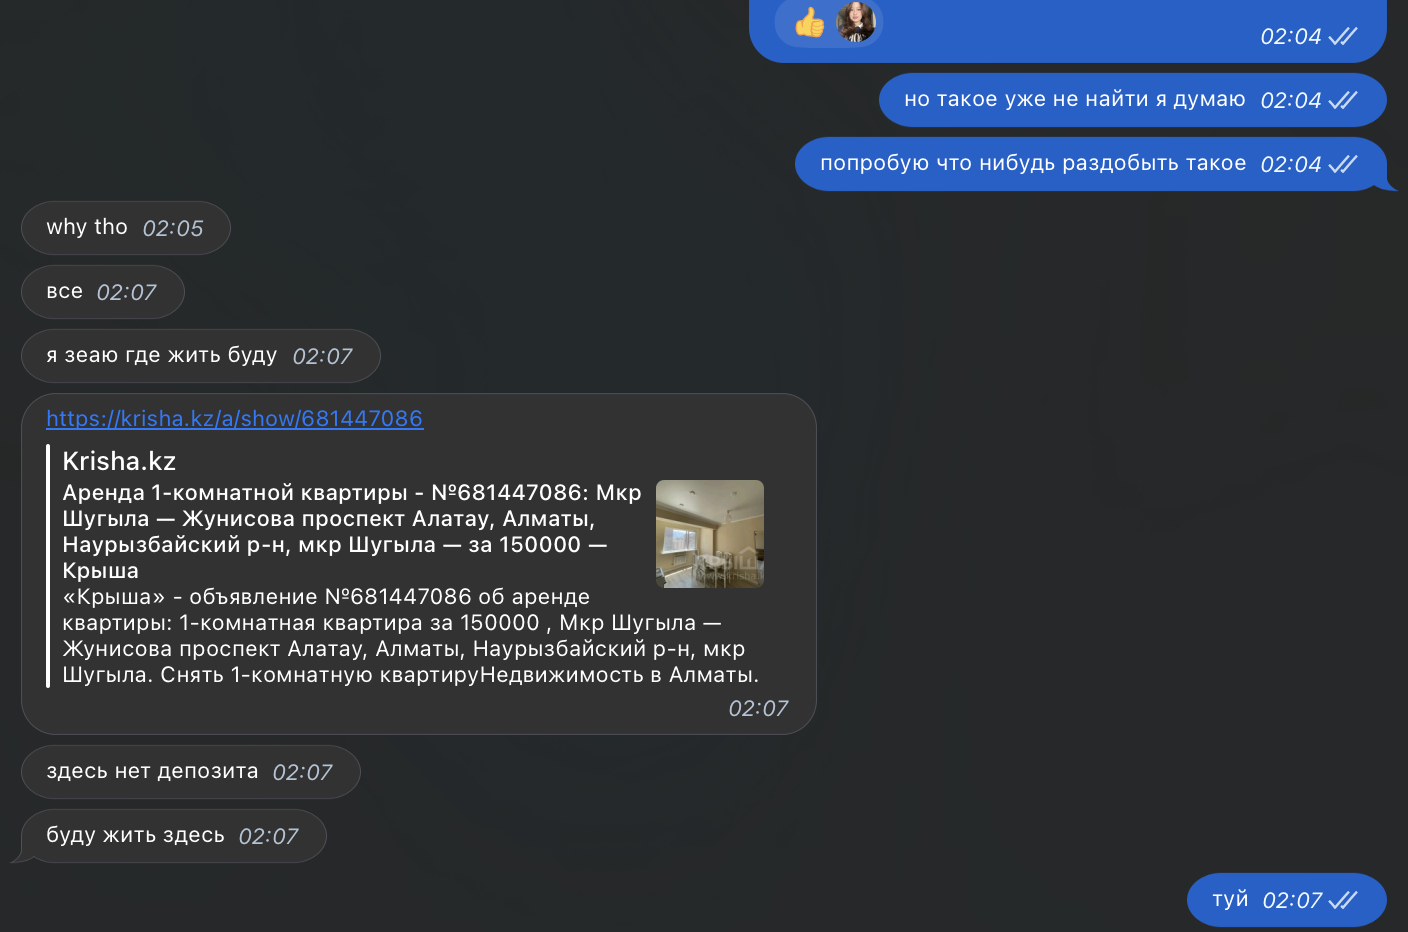 02:04
но такое уже не найти я думаю 02:04
попробую что нибудь раздобыть такое 02:04
why tho 02:05
все 02:07
я зеаю где жить буду 02:07
https://krisha.kz/a/show/681447086
Krisha.kz
Аренда 1-комнатной квартиры - №681447086: Мкр
Шугыла — Жунисова проспект Алатау, Алматы,
Наурызбайский р-н, мкр Шугыла — за 150000 —
Крыша
«Крыша» - объявление №681447086 об аренде
квартиры: 1-комнатная квартира за 150000 , Мкр Шугыла —
Жунисова проспект Алатау, Алматы, Наурызбайский р-н, мкр
Шугыла. Снять 1-комнатную квартируНедвижимость в Алматы.
02:07
здесь нет депозита 02:07
буду жить здесь 02:07
туй 02:07